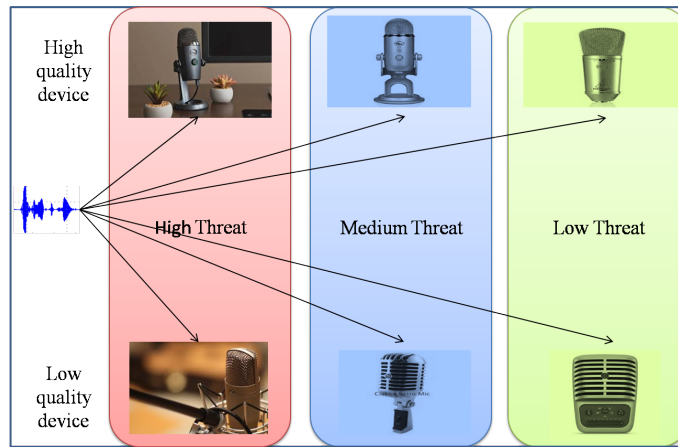 High
quality
device
High Threat
Medium Threat
Low Threat
Low
quality
device